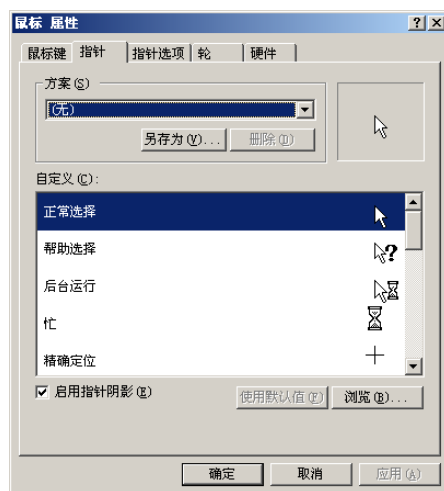 鼠标 属性
鼠标键 指针 指针选项 轮 硬件
方案(S)
(无)
另存为(V)... 删除(D)
自定义(C):
正常选择
帮助选择
后台运行
忙
精确定位
启用指针阴影(E) 使用默认值(F) 浏览(B)...
确定 取消 应用(A)